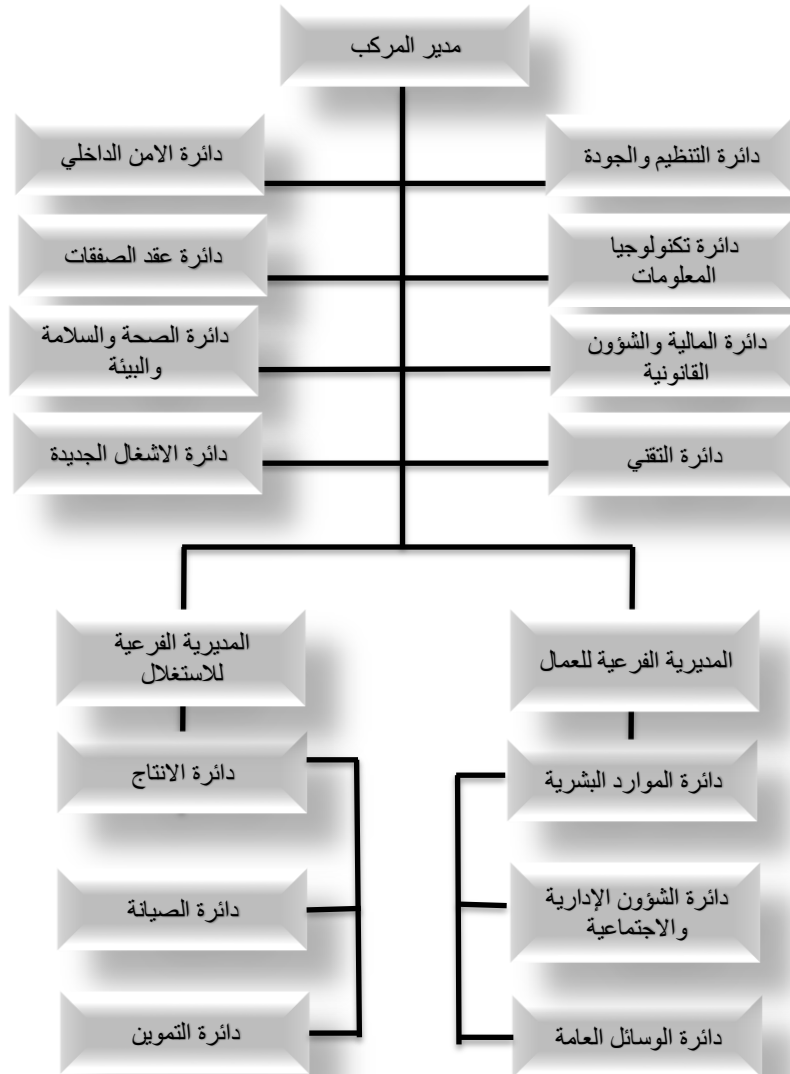 مدير المركب
دائرة التنظيم والجودة
دائرة الامن الداخلي
دائرة تكنولوجيا
المعلومات
دائرة عقد الصفقات
دائرة المالية والشؤون
القانونية
دائرة الصحة والسلامة
والبيئة
دائرة التقني
دائرة الاشغال الجديدة
المديرية الفرعية للعمال
المديرية الفرعية
للاستغلال
دائرة الموارد البشرية
دائرة الانتاج
دائرة الشؤون الإدارية
والاجتماعية
دائرة الصيانة
دائرة الوسائل العامة
دائرة التموين